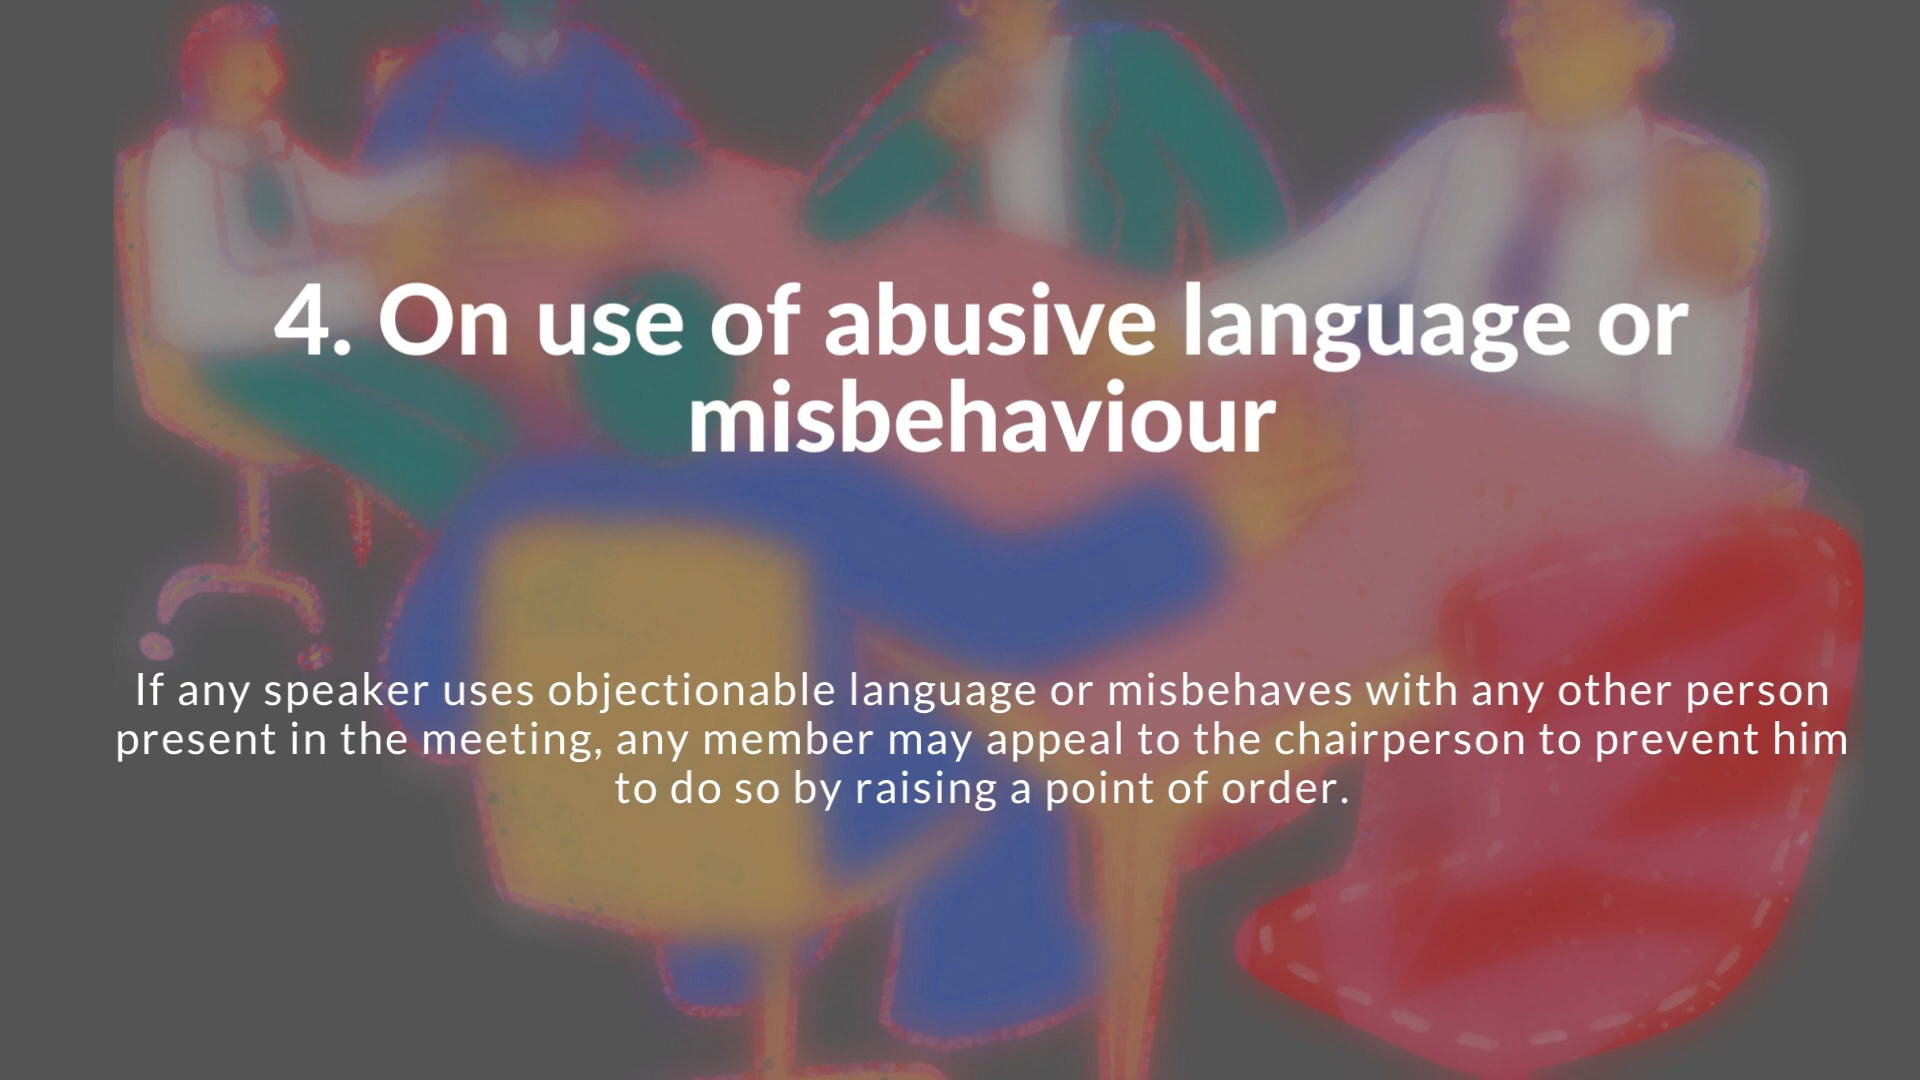 4. On use of abusive language or
misbehaviour
If any speaker uses objectionable language or misbehaves with any other person
present in the meeting, any member may appeal to the chairperson to prevent him
to do so by raising a point of order.